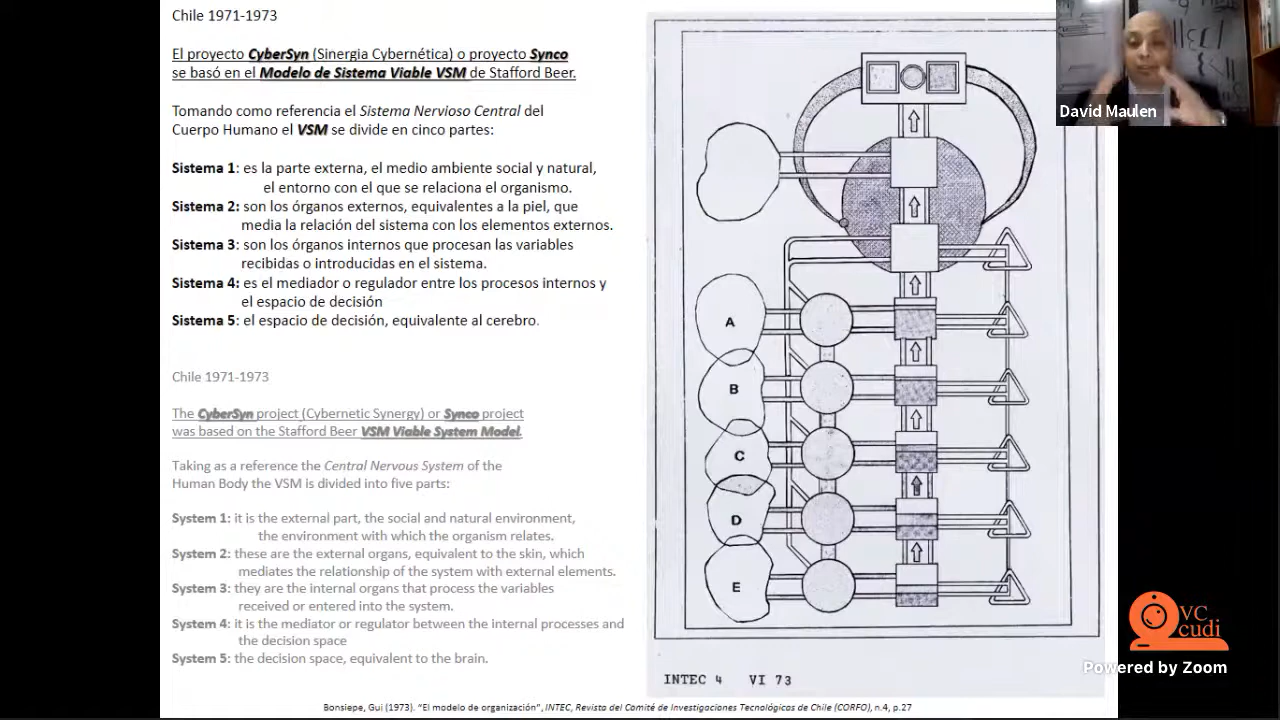 Chile 1971-1973
El proyecto CyberSyn (Sinergia Cybernética) o proyecto Synco
se basó en el Modelo de Sistema Viable VSM de Stafford Beer.
Tomando como referencia el Sistema Nervioso Central del
Cuerpo Humano el VSM se divide en cinco partes:
Sistema 1: es la parte externa, el medio ambiente social y natural,
el entorno con el que se relaciona el organismo.
Sistema 2: son los órganos externos, equivalentes a la piel, que
media la relación del sistema con los elementos externos.
Sistema 3: son los órganos internos que procesan las variables
recibidas o introducidas en el sistema.
Sistema 4: es el mediador o regulador entre los procesos internos y
el espacio de decisión
Sistema 5: el espacio de decisión, equivalente al cerebro.
Chile 1971-1973
The CyberSyn project (Cybernetic Synergy) or Synco project
was based on the Stafford Beer VSM Viable System Model.
Taking as a reference the Central Nervous System of the
Human Body the VSM is divided into five parts:
System 1: it is the external part, the social and natural environment,
the environment with which the organism relates.
System 2: these are the external organs, equivalent to the skin, which
mediates the relationship of the system with external elements.
System 3: they are the internal organs that process the variables
received or entered into the system.
System 4: it is the mediator or regulator between the internal processes and
the decision space
System 5: the decision space, equivalent to the brain.
A
B
C
D
E
INTEC 4 VI 73
Bonsiepe, Gui (1973). "El modelo de organización", INTEC, Revista del Comité de Investigaciones Tecnológicas de Chile (CORFO), n.4, p.27
David Maulen
VC
cudi
Powered by Zoom